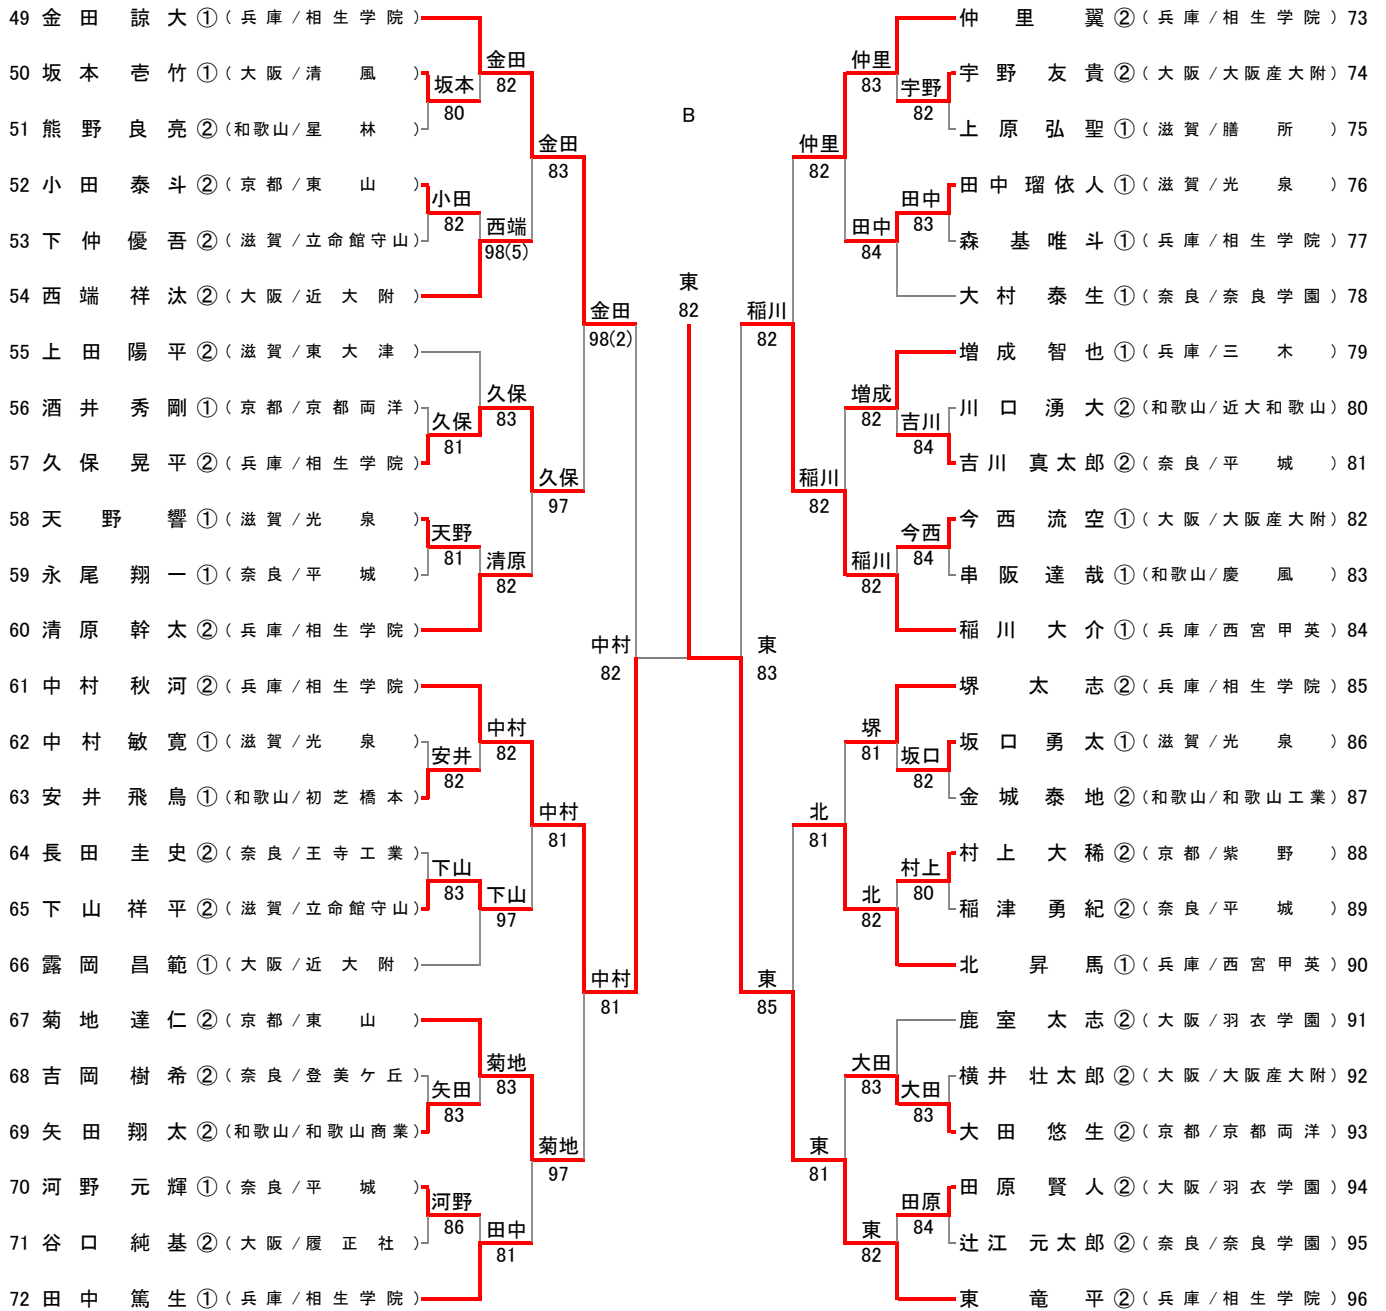 49 金田 諒大 ① (兵庫/相生学院)
50 坂本 壱竹 ① (大阪/清風)
51 熊野 良亮 ② (和歌山/星林)
52 小田 泰斗 ② (京都/東山)
53 下仲 優吾 ② (滋賀/立命館守山)
54 西端 祥汰 ② (大阪/近大附)
55 上田 陽平 ② (滋賀/東大津)
56 酒井 秀剛 ① (京都/京都両洋)
57 久保 晃平 ② (兵庫/相生学院)
58 天野 響 ① (滋賀/光泉)
59 永尾 翔一 ① (奈良/平城)
60 清原 幹太 ② (兵庫/相生学院)
61 中村 秋河 ② (兵庫/相生学院)
62 中村 敏寛 ① (滋賀/光泉)
63 安井 飛鳥 ① (和歌山/初芝橋本)
64 長田 圭史 ② (奈良/王寺工業)
65 下山 祥平 ② (滋賀/立命館守山)
66 露岡 昌範 ① (大阪/近大附)
67 菊地 達仁 ② (京都/東山)
68 吉岡 樹希 ② (奈良/登美ケ丘)
69 矢田 翔太 ② (和歌山/和歌山商業)
70 河野 元輝 ① (奈良/平城)
71 谷口 純基 ② (大阪/履正社)
72 田中 篤生 ① (兵庫/相生学院)
坂本
80
小田
82
久保
81
天野
81
安井
82
下山
83
矢田
83
河野
86
金田
82
西端
98(5)
久保
83
清原
82
中村
82
下山
97
菊地
83
田中
81
金田
83
久保
97
中村
81
菊地
97
金田
98(2)
中村
81
中村
82
B
東
82
東
83
稲川
82
東
85
仲里
82
稲川
82
北
81
東
81
仲里
83
田中
84
増成
82
稲川
82
堺
81
北
82
大田
83
東
82
宇野
82
田中
83
吉川
84
今西
84
坂口
82
村上
80
大田
83
田原
84
仲里 翼 ② (兵庫/相生学院) 73
宇野 友貴 ② (大阪/大阪産大附) 74
上原 弘聖 ① (滋賀/膳所) 75
田中 瑠依人 ① (滋賀/光泉) 76
森 基唯斗 ① (兵庫/相生学院) 77
大村 泰生 ① (奈良/奈良学園) 78
増成 智也 ① (兵庫/三木) 79
川口 湧大 ② (和歌山/近大和歌山) 80
吉川 真太郎 ② (奈良/平城) 81
今西 流空 ① (大阪/大阪産大附) 82
串阪 達哉 ① (和歌山/慶風) 83
稲川 大介 ① (兵庫/西宮甲英) 84
堺 太志 ② (兵庫/相生学院) 85
坂口 勇太 ① (滋賀/光泉) 86
金城 泰地 ② (和歌山/和歌山工業) 87
村上 大稀 ② (京都/紫野) 88
稲津 勇紀 ② (奈良/平城) 89
北 昇馬 ① (兵庫/西宮甲英) 90
鹿室 太志 ② (大阪/羽衣学園) 91
横井 壮太郎 ② (大阪/大阪産大附) 92
大田 悠生 ② (京都/京都両洋) 93
田原 賢人 ② (大阪/羽衣学園) 94
辻江 元太郎 ② (奈良/奈良学園) 95
東 竜平 ② (兵庫/相生学院) 96